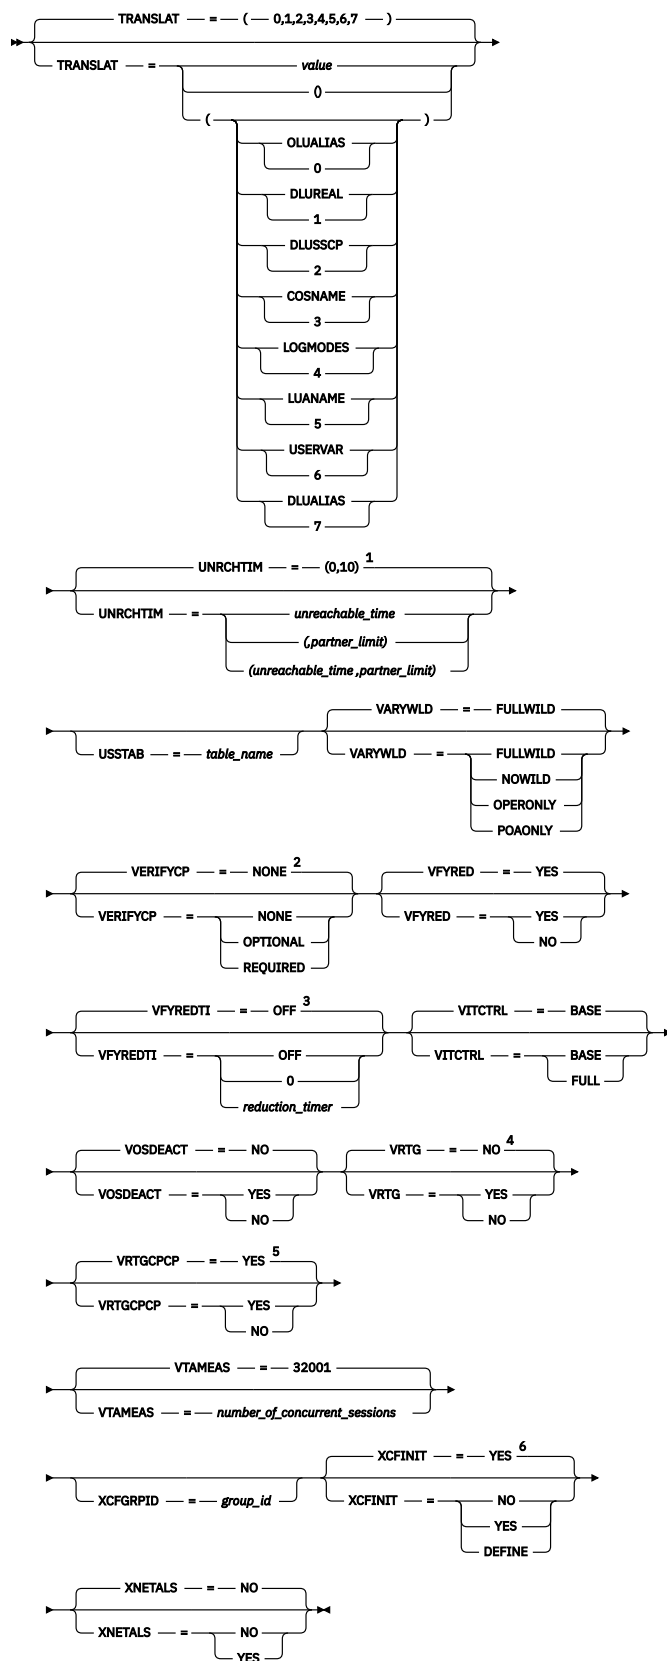 TRANSLAT = ( 0,1,2,3,4,5,6,7 )
TRANSLAT = value
()
( )
OLUALIAS
0
DLUREAL
1
DLUSSCP
2
COSNAME
3
LOGMODES
4
LUANAME
5
USERVAR
6
DLUALIAS
7
UNRCHTIM = (0,10) 1
UNRCHTIM = unreachable_time
(,partner_limit)
(unreachable_time ,partner_limit)
VARYWLD = FULLWILD
USSTAB = table_name
VARYWLD = FULLWILD
NOWILD
OPERONLY
POAONLY
VERIFYCP = NONE 2
VERIFYCP = NONE
OPTIONAL
REQUIRED
VFYRED = YES
VFYRED = YES
NO
VFYREDTI = OFF 3
VFYREDTI = OFF
0
reduction_timer
VITCTRL = BASE
VITCTRL = BASE
FULL
VOSDEACT = NO
VOSDEACT = YES
NO
VRTG = NO 4
VRTG = YES
NO
VRTGCPCP = YES 5
VRTGCPCP = YES
NO
VTAMEAS = 32001
VTAMEAS = number_of_concurrent_sessions
XCFGRPID = group_id
XCFINIT = YES 6
XCFINIT = NO
YES
DEFINE
XNETALS = NO
XNETALS = NO
YES